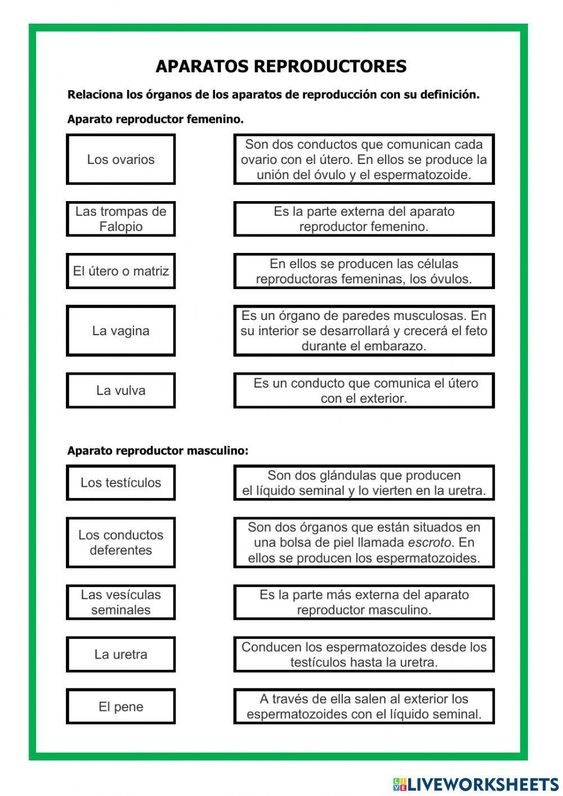 APARATOS REPRODUCTORES
Relaciona los órganos de los aparatos de reproducción con su definición.
Aparato reproductor femenino.
Los ovarios
Son dos conductos que comunican cada
ovario con el útero. En ellos se produce la
unión del óvulo y el espermatozoide.
Las trompas de
Falopio
Es la parte externa del aparato
reproductor femenino.
El útero o matriz
En ellos se producen las células
reproductoras femeninas, los óvulos.
La vagina
Es un órgano de paredes musculosas. En
su interior se desarrollará y crecerá el feto
durante el embarazo.
La vulva
Es un conducto que comunica el útero
con el exterior.
Aparato reproductor masculino:
Los testículos
Son dos glándulas que producen
el líquido seminal y lo vierten en la uretra.
Los conductos
deferentes
Son dos órganos que están situados en
una bolsa de piel llamada escroto. En
ellos se producen los espermatozoides.
Las vesículas
seminales
Es la parte más externa del aparato
reproductor masculino.
La uretra
Conducen los espermatozoides desde los
testículos hasta la uretra.
El pene
A través de ella salen al exterior los
espermatozoides con el líquido seminal.
LIVEWORKSHEETS